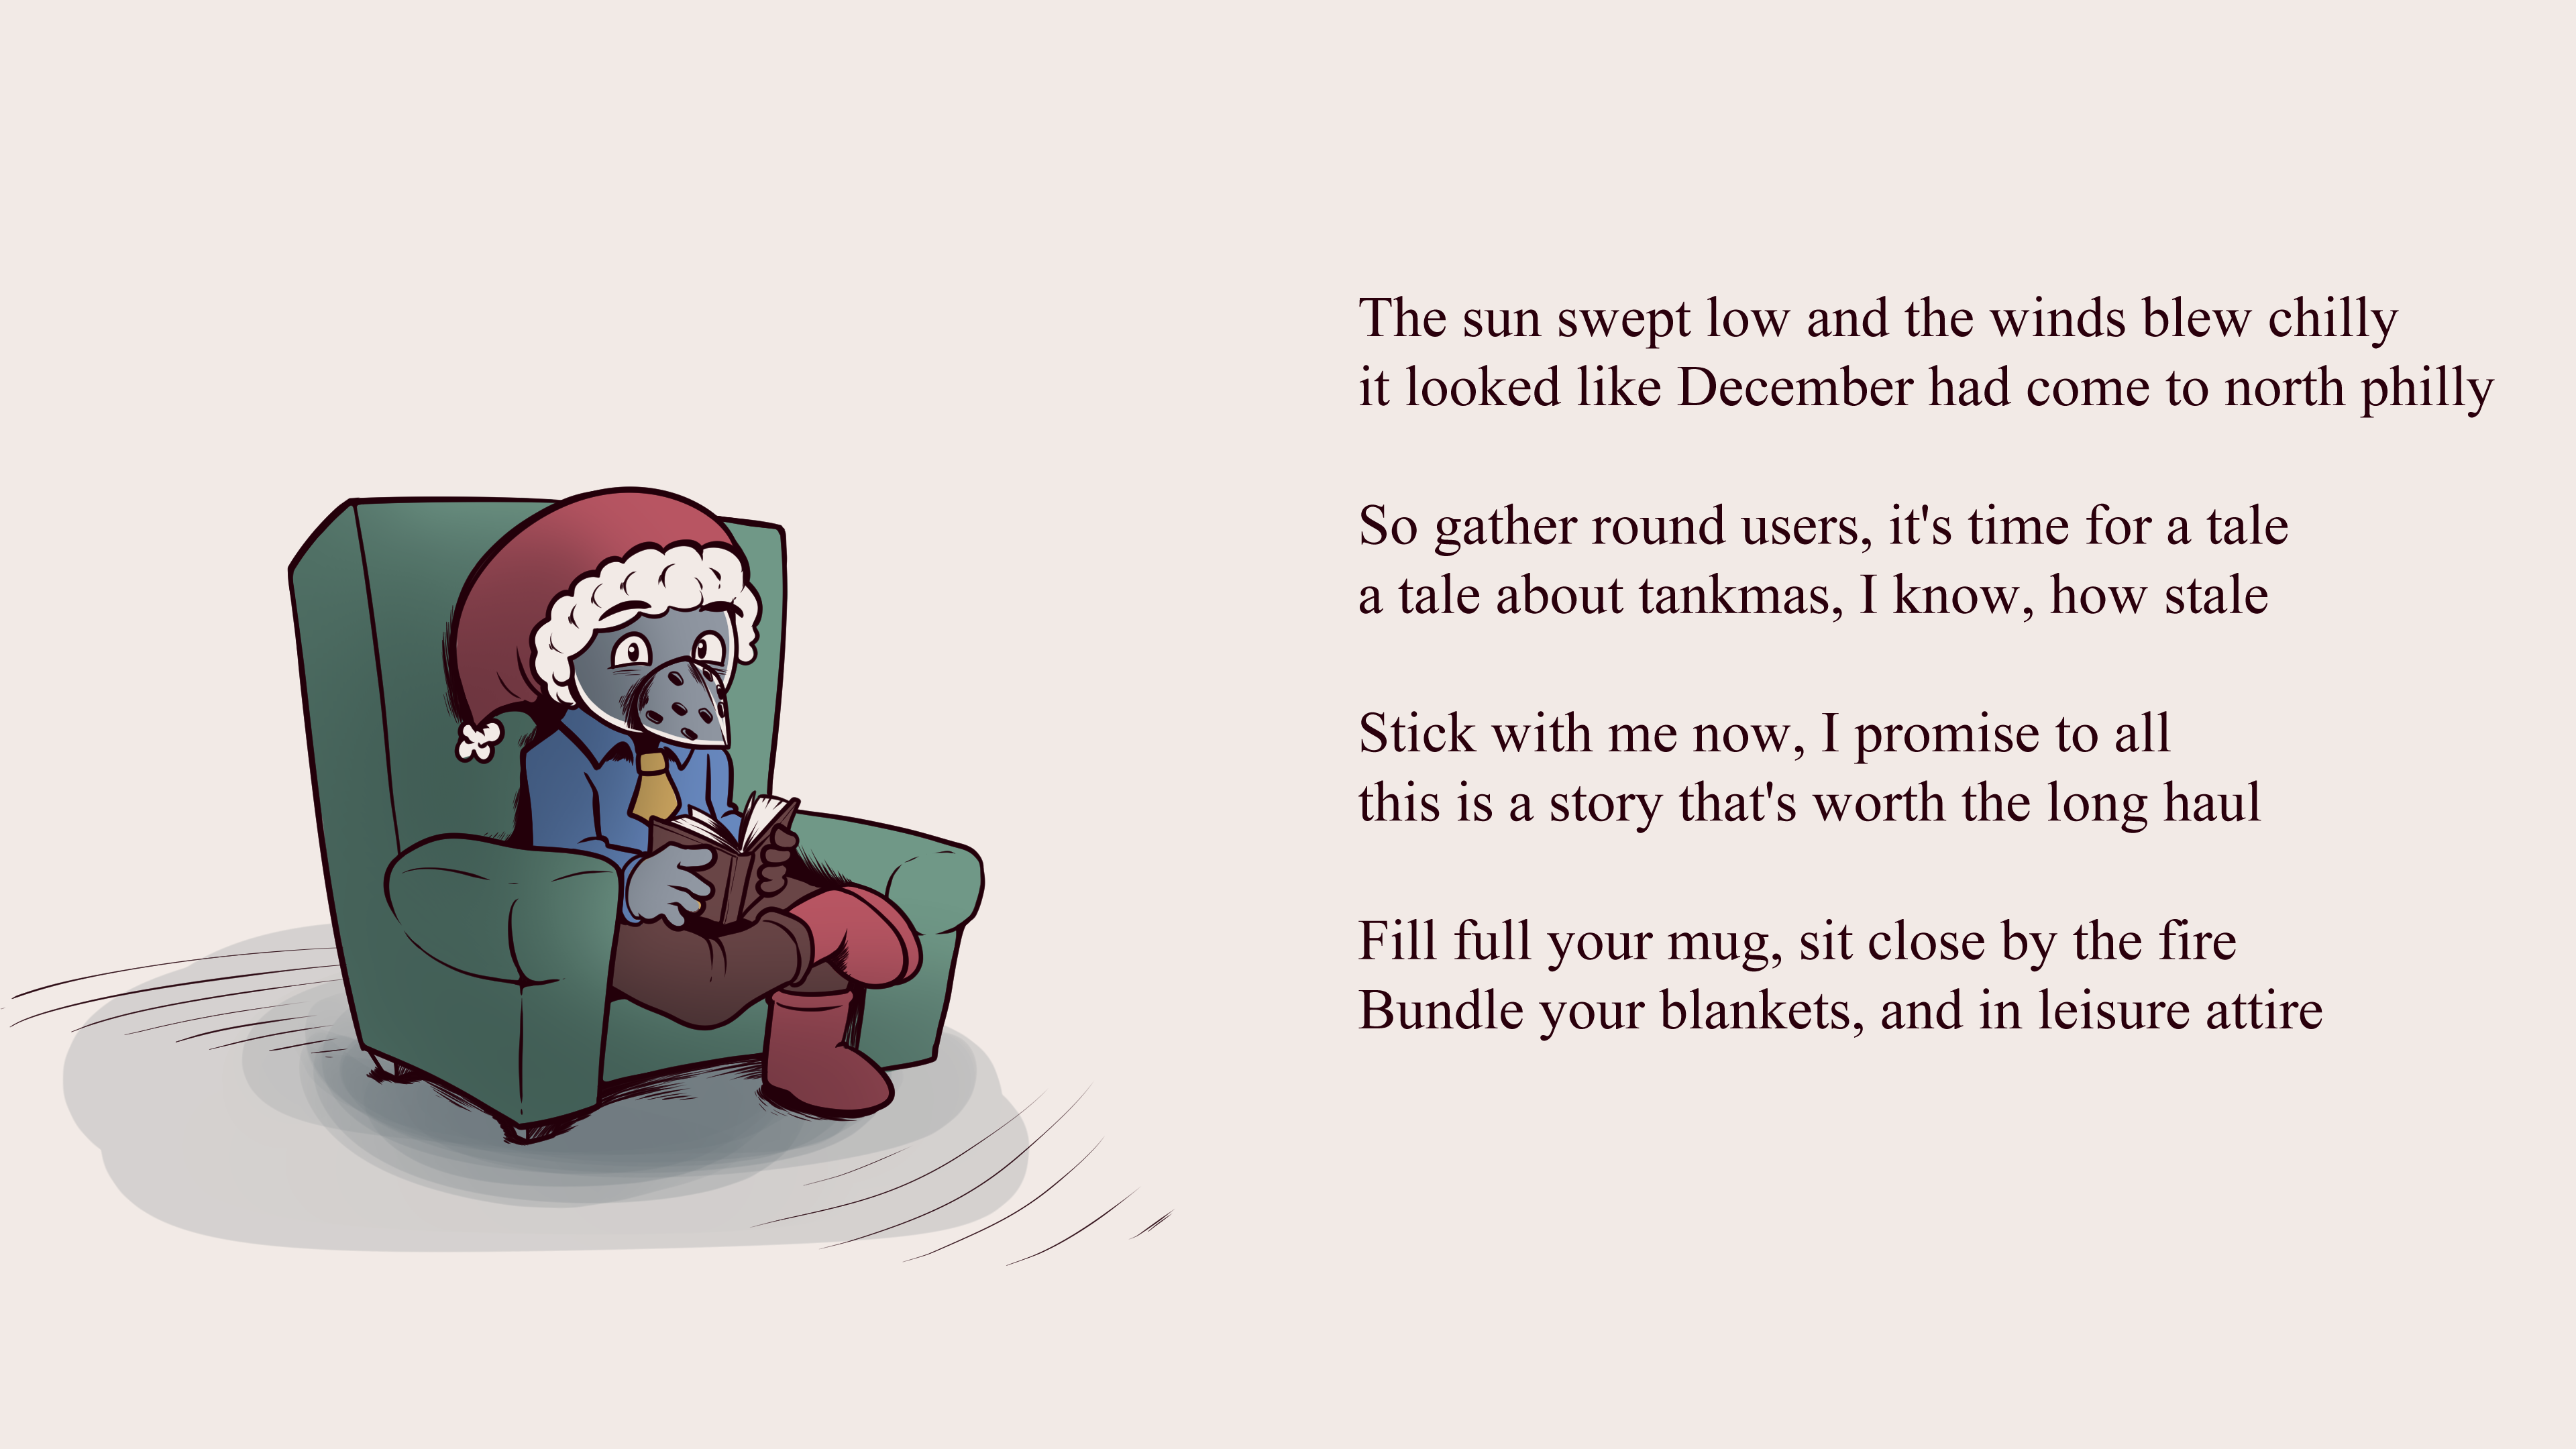 The sun swept low and the winds blew chilly
it looked like December had come to north philly
So gather round users, it's time for a tale
a tale about tankmas, I know, how stale
Stick with me now, I promise to all
this is a story that's worth the long haul
Fill full your mug, sit close by the fire
Bundle your blankets, and in leisure attire